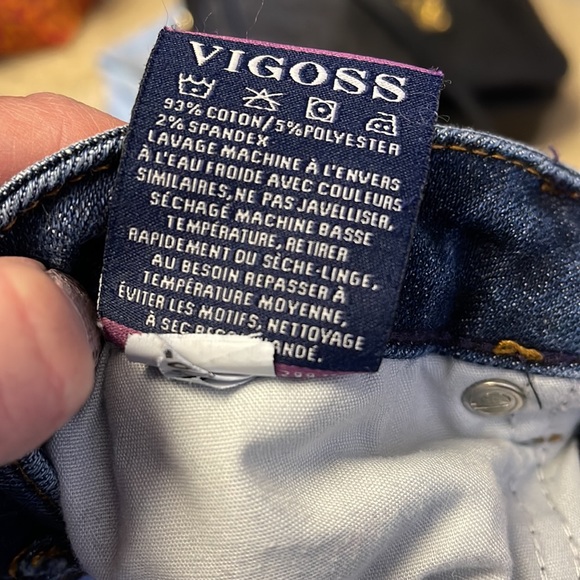 VIGOSS
93% COTON/5%POLYESTER
2% SPANDEX
LAVAGE MACHINE À L'ENVERS
À L'EAU FROIDE AVEC COULEURS
SIMILAIRES, NE PAS JAVELLISER,
SÉCHAGE MACHINE BASSE
TEMPÉRATURE, RETIRER
RAPIDEMENT DU SÈCHE-LINGE,
AU BESOIN REPASSER À
TEMPÉRATURE MOYENNE,
ÉVITER LES MOTIFS, NETTOYAGE
À SEC